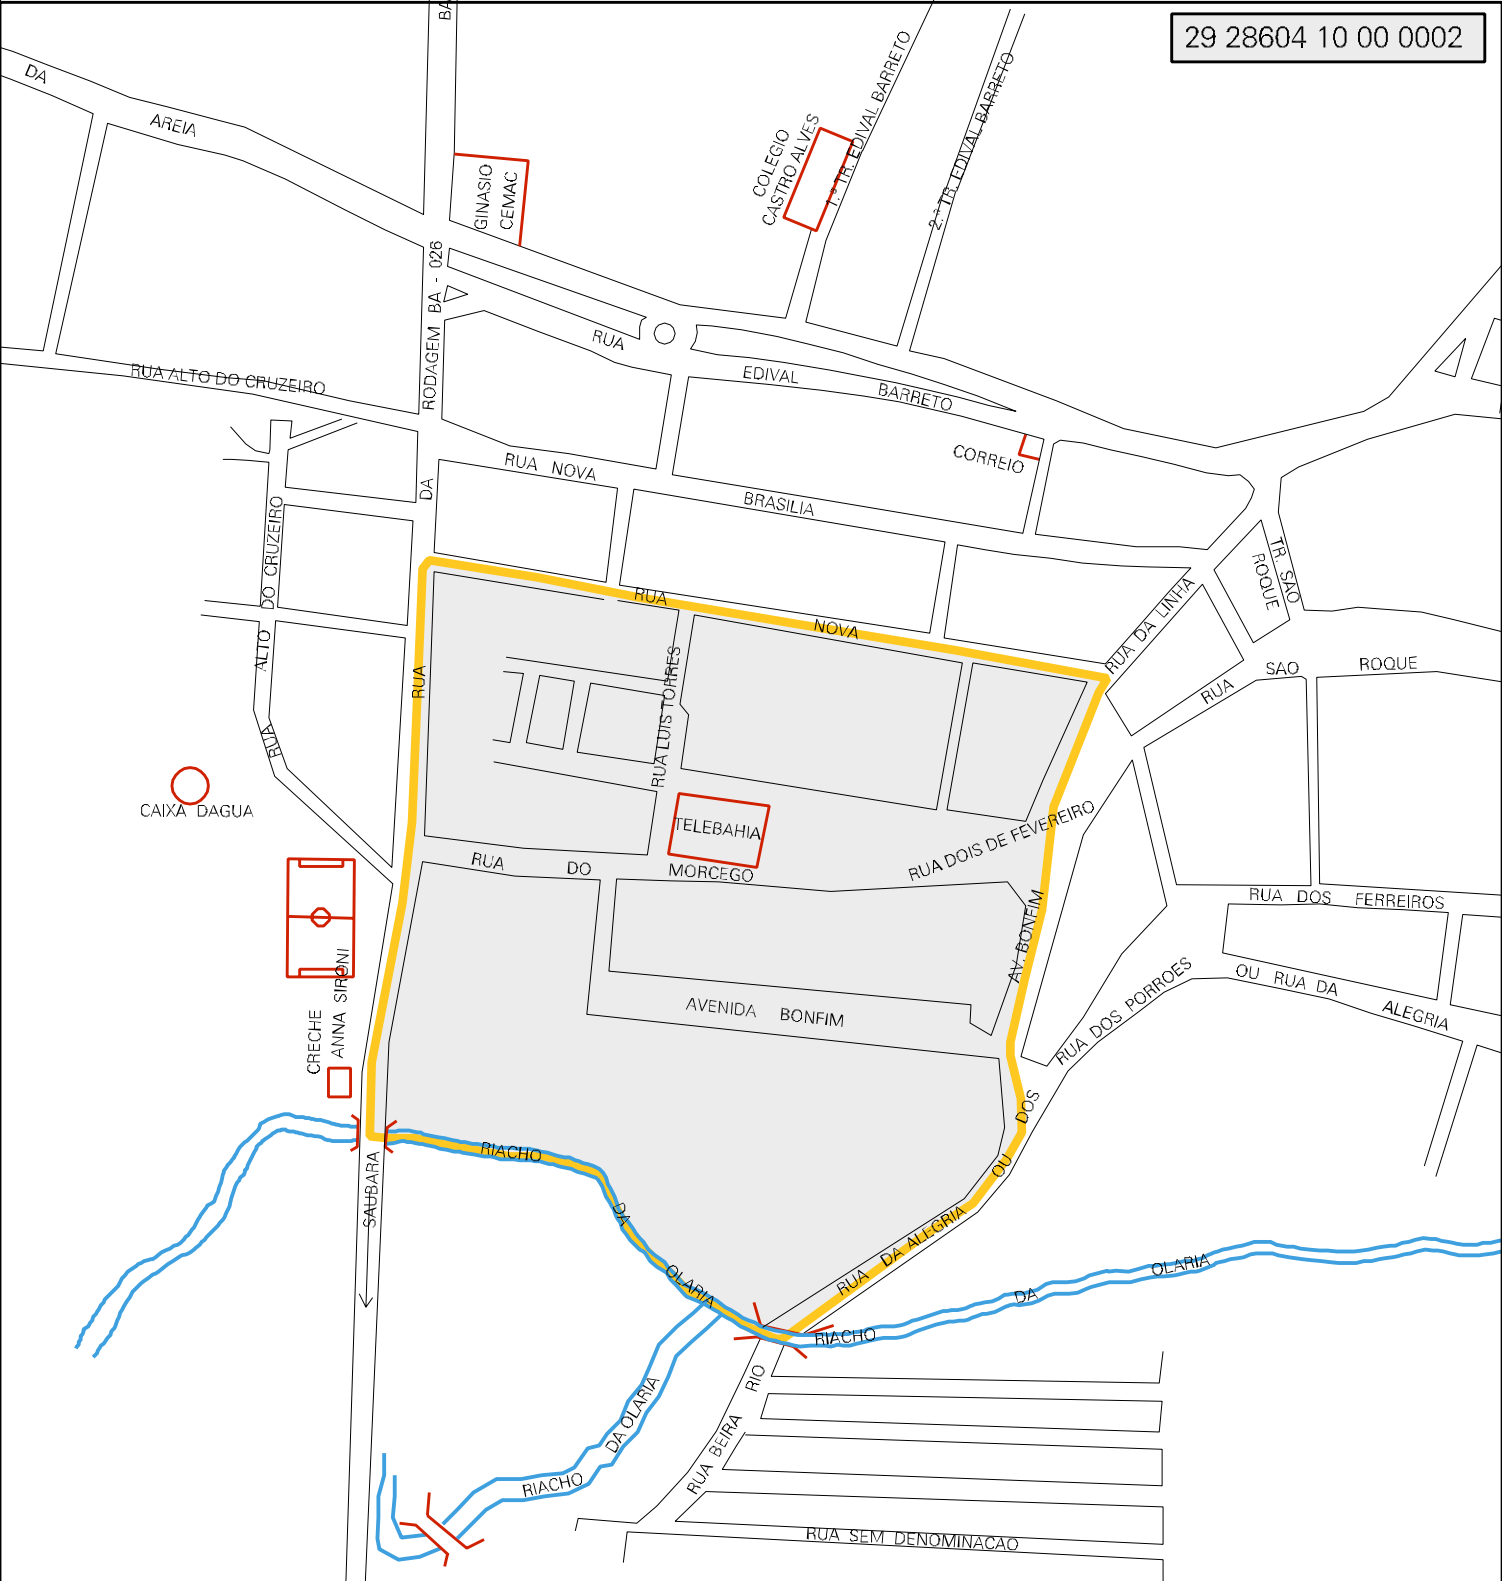 29 28604 10 00 0002
BA
DA
AREIA
GINASIO
CEMAC
COLEGIO
CASTRO ALVES
1.ª TR. EDIVAL BARRETO
2.ª TR. EDIVAL BARRETO
RODAGEM BA - 026
RUA
EDIVAL
BARRETO
RUA ALTO DO CRUZEIRO
CORREIO
RUA NOVA
BRASILIA
DA
DO CRUZEIRO
ALTO
RUA
TR. SAO
ROQUE
RUA
NOVA
RUA DA LINHA
RUA
SAO
ROQUE
RUA
RUA LUIS TORRES
CAIXA DAGUA
TELEBAHIA
RUA DOIS DE FEVEREIRO
RUA
DO
MORCEGO
RUA DOS FERREIROS
AV. BONFIM
CRECHE
ANNA SIRONI
AVENIDA BONFIM
RUA DOS PORROES
OU RUA DA
ALEGRIA
DOS
OU
RUA DA ALEGRIA
RIACHO
DA
OLARIA
SAUBARA
RIACHO
DA
OLARIA
RIO
RUA BEIRA
DA OLARIA
RIACHO
RUA SEM DENOMINACAO